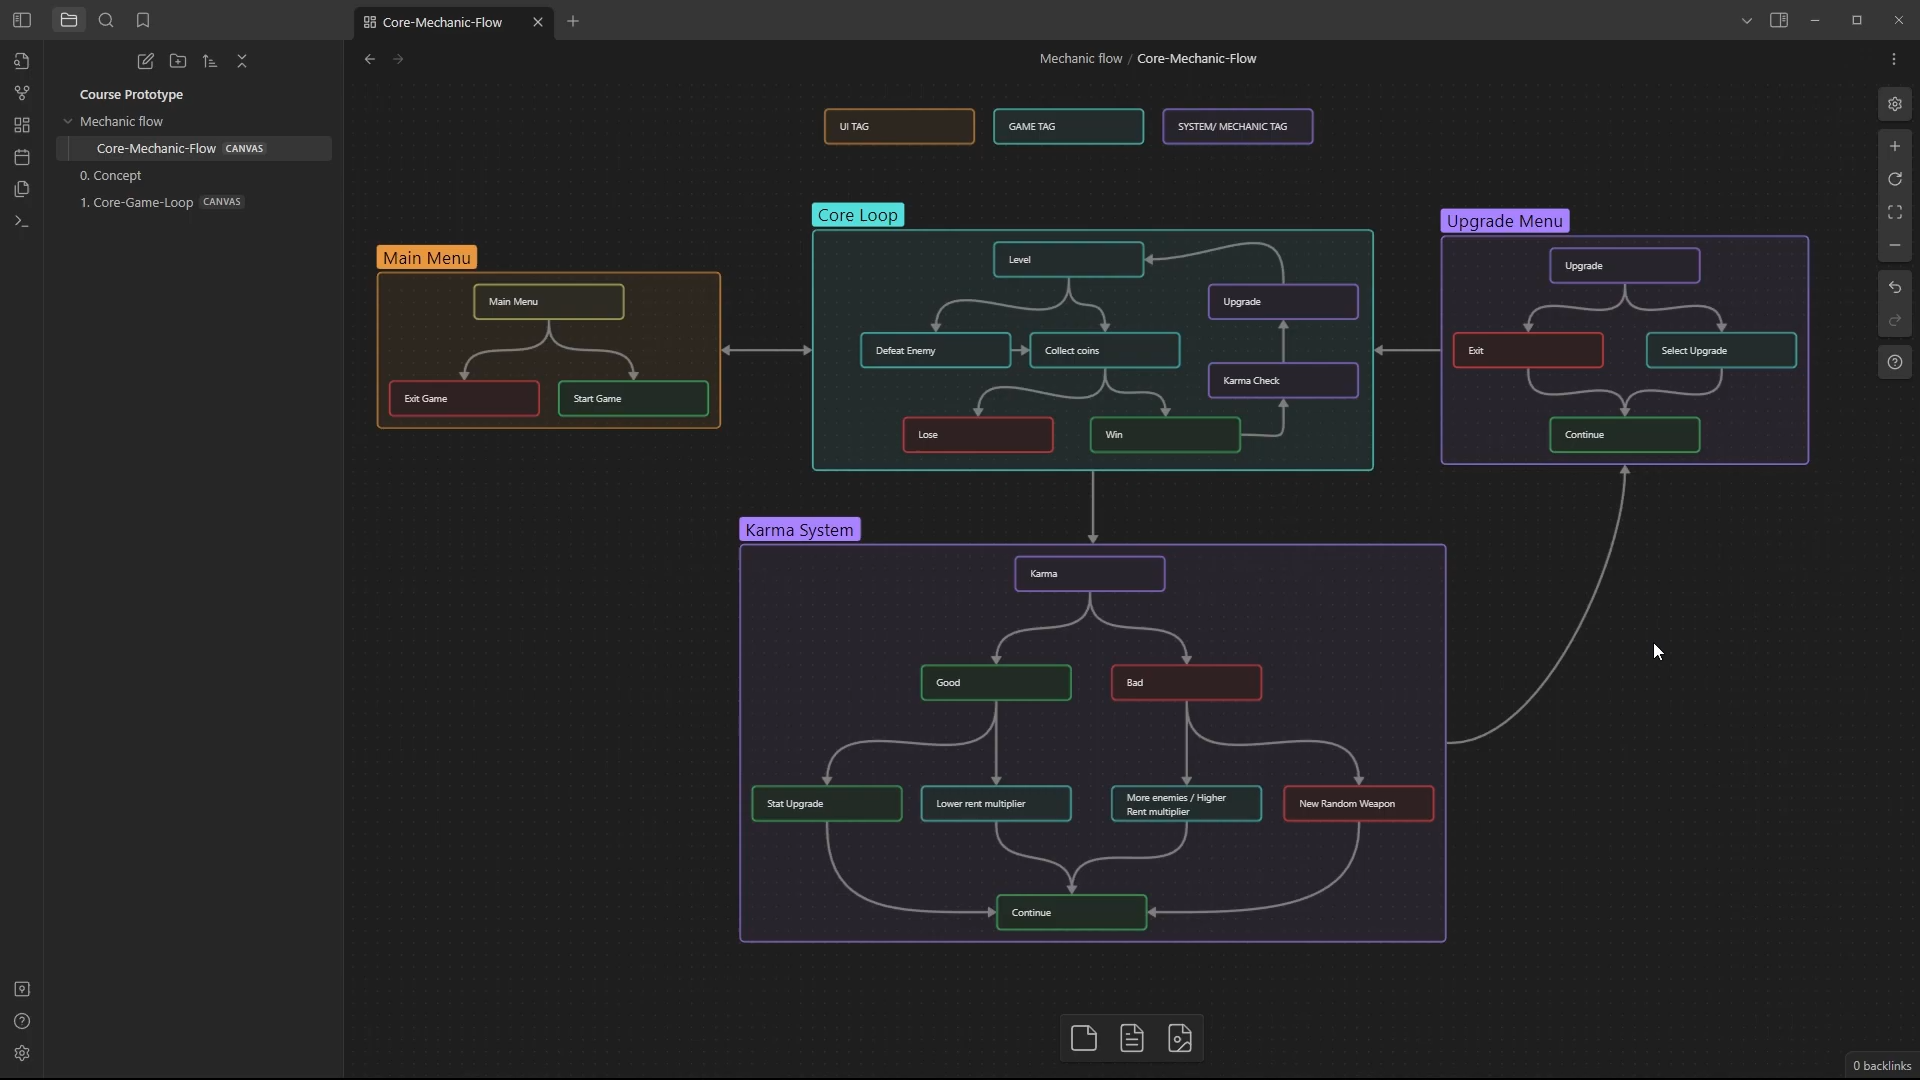 Core-Mechanic-Flow
Mechanic flow / Core-Mechanic-Flow
Course Prototype
Mechanic flow
Core-Mechanic-Flow CANVAS
0. Concept
1. Core-Game-Loop CANVAS
UI TAG
GAME TAG
SYSTEM/ MECHANIC TAG
Main Menu
Main Menu
Exit Game
Start Game
Core Loop
Level
Upgrade
Defeat Enemy
Collect coins
Karma Check
Lose
Win
Upgrade Menu
Upgrade
Exit
Select Upgrade
Continue
Karma System
Karma
Good
Bad
Stat Upgrade
Lower rent multiplier
More enemies / Higher
Rent multiplier
New Random Weapon
Continue
0 backlinks